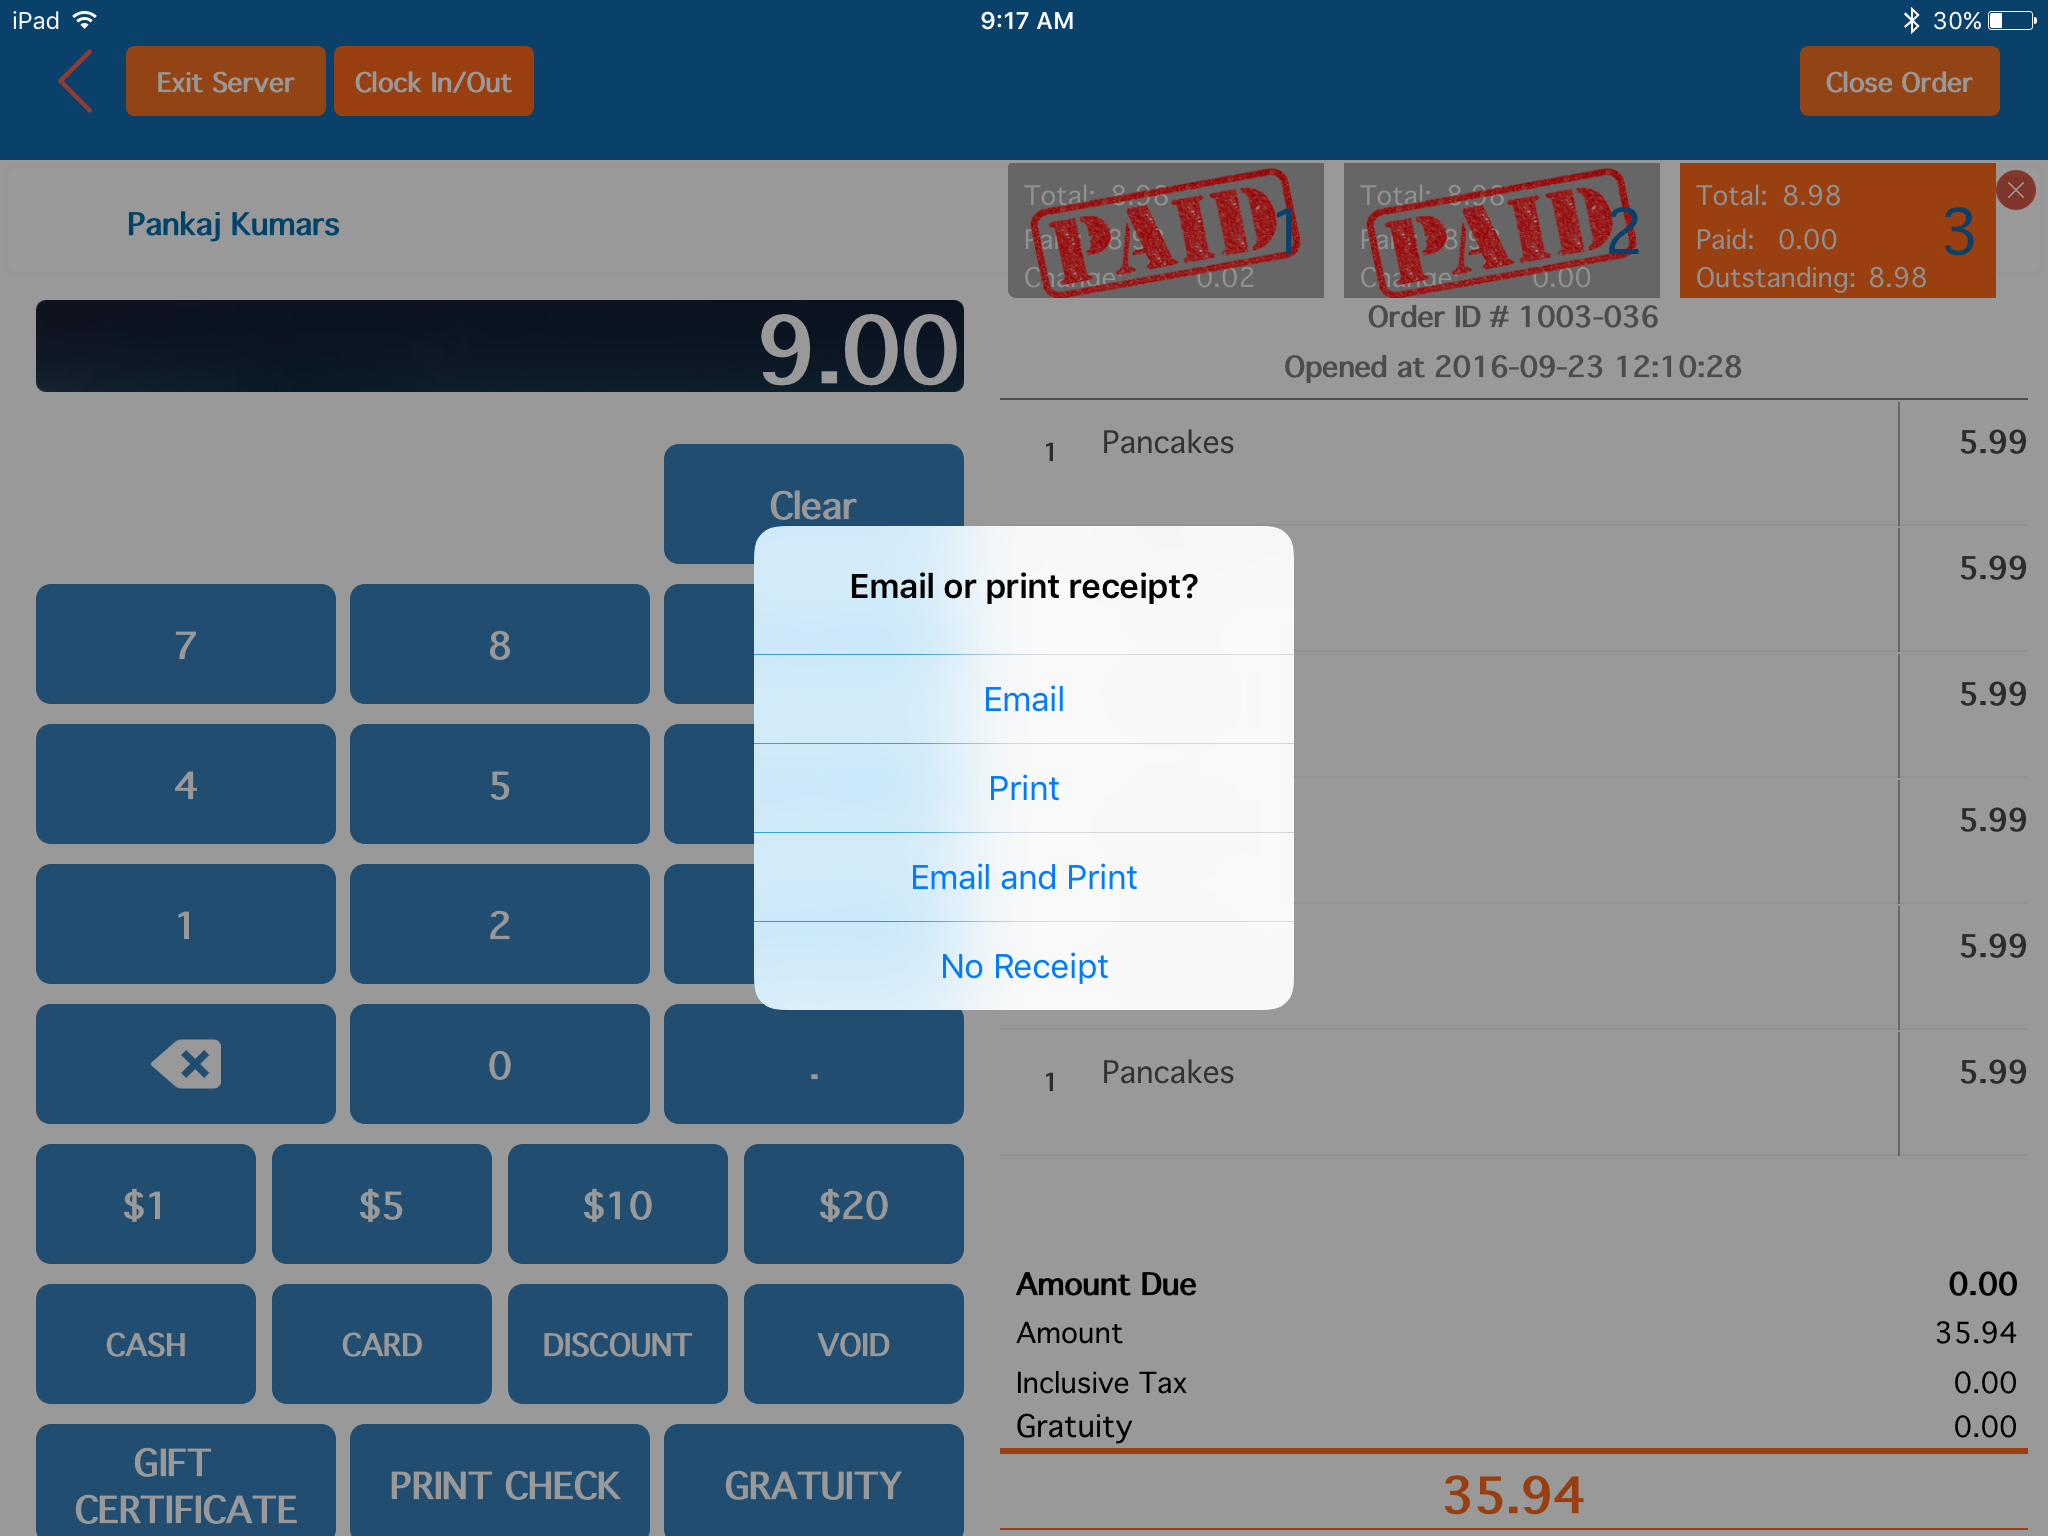 iPad 9:17 AM 30%
Exit Server Clock In/Out Close Order
Pankaj Kumars
Total: 8.98
Change: 0.02
PAID
1
Total: 8.98
Change: 0.00
PAID
2
Total: 8.98
Paid: 0.00
Outstanding: 8.98
3
Order ID # 1003-036
Opened at 2016-09-23 12:10:28
9.00
Clear
7 8
4 5
1 2
0 .
$1 $5 $10 $20
CASH CARD DISCOUNT VOID
GIFT CERTIFICATE
PRINT CHECK GRATUITY
Email or print receipt?
Email
Print
Email and Print
No Receipt
1 Pancakes 5.99
5.99
5.99
5.99
5.99
1 Pancakes 5.99
Amount Due 0.00
Amount 35.94
Inclusive Tax 0.00
Gratuity 0.00
35.94